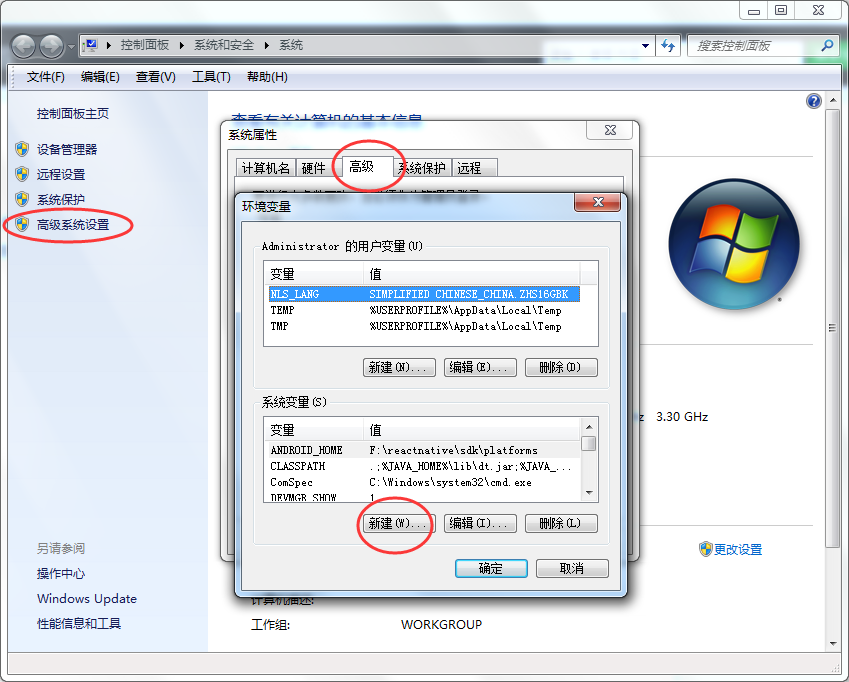 控制面板 ▸ 系统和安全 ▸ 系统
搜索控制面板
文件(F) 编辑(E) 查看(V) 工具(T) 帮助(H)
控制面板主页
设备管理器
远程设置
系统保护
高级系统设置
另请参阅
操作中心
Windows Update
性能信息和工具
查看有关计算机的基本信息
系统属性
计算机名 硬件 高级 系统保护 远程
环境变量
Administrator 的用户变量(U)
变量 值
NLS_LANG SIMPLIFIED CHINESE_CHINA.ZHS16GBK
TEMP %USERPROFILE%\AppData\Local\Temp
TMP %USERPROFILE%\AppData\Local\Temp
新建(N)... 编辑(E)... 删除(D)
系统变量(S)
变量 值
ANDROID_HOME F:\reactnative\sdk\platforms
CLASSPATH .;%JAVA_HOME%\lib\dt.jar;%JAVA_...
ComSpec C:\Windows\system32\cmd.exe
DEVMGR_SHOW 1
新建(W)... 编辑(I)... 删除(L)
确定 取消
z 3.30 GHz
更改设置
计算机描述:
工作组: WORKGROUP